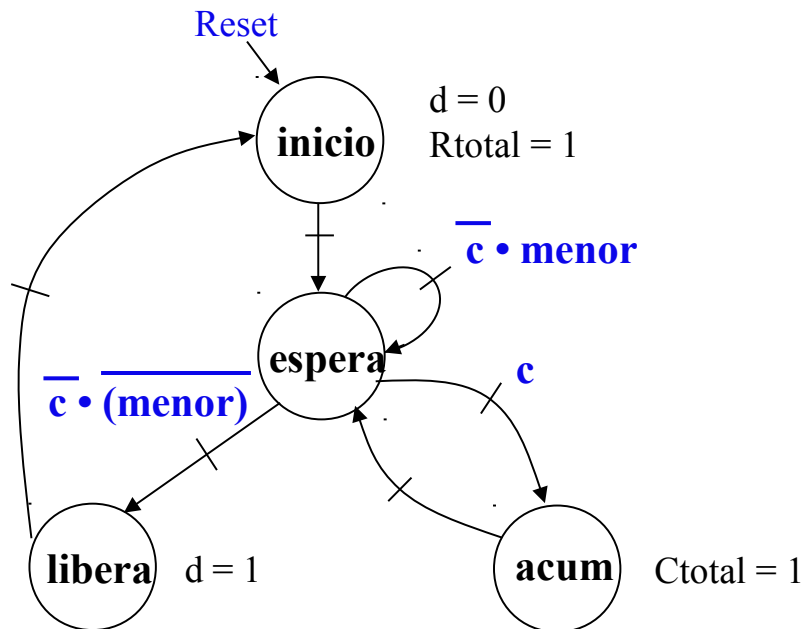 Reset
inicio
d = 0
Rtotal = 1
c̅ • menor
espera
c̅ • (menor)̅
c
libera
d = 1
acum
Ctotal = 1